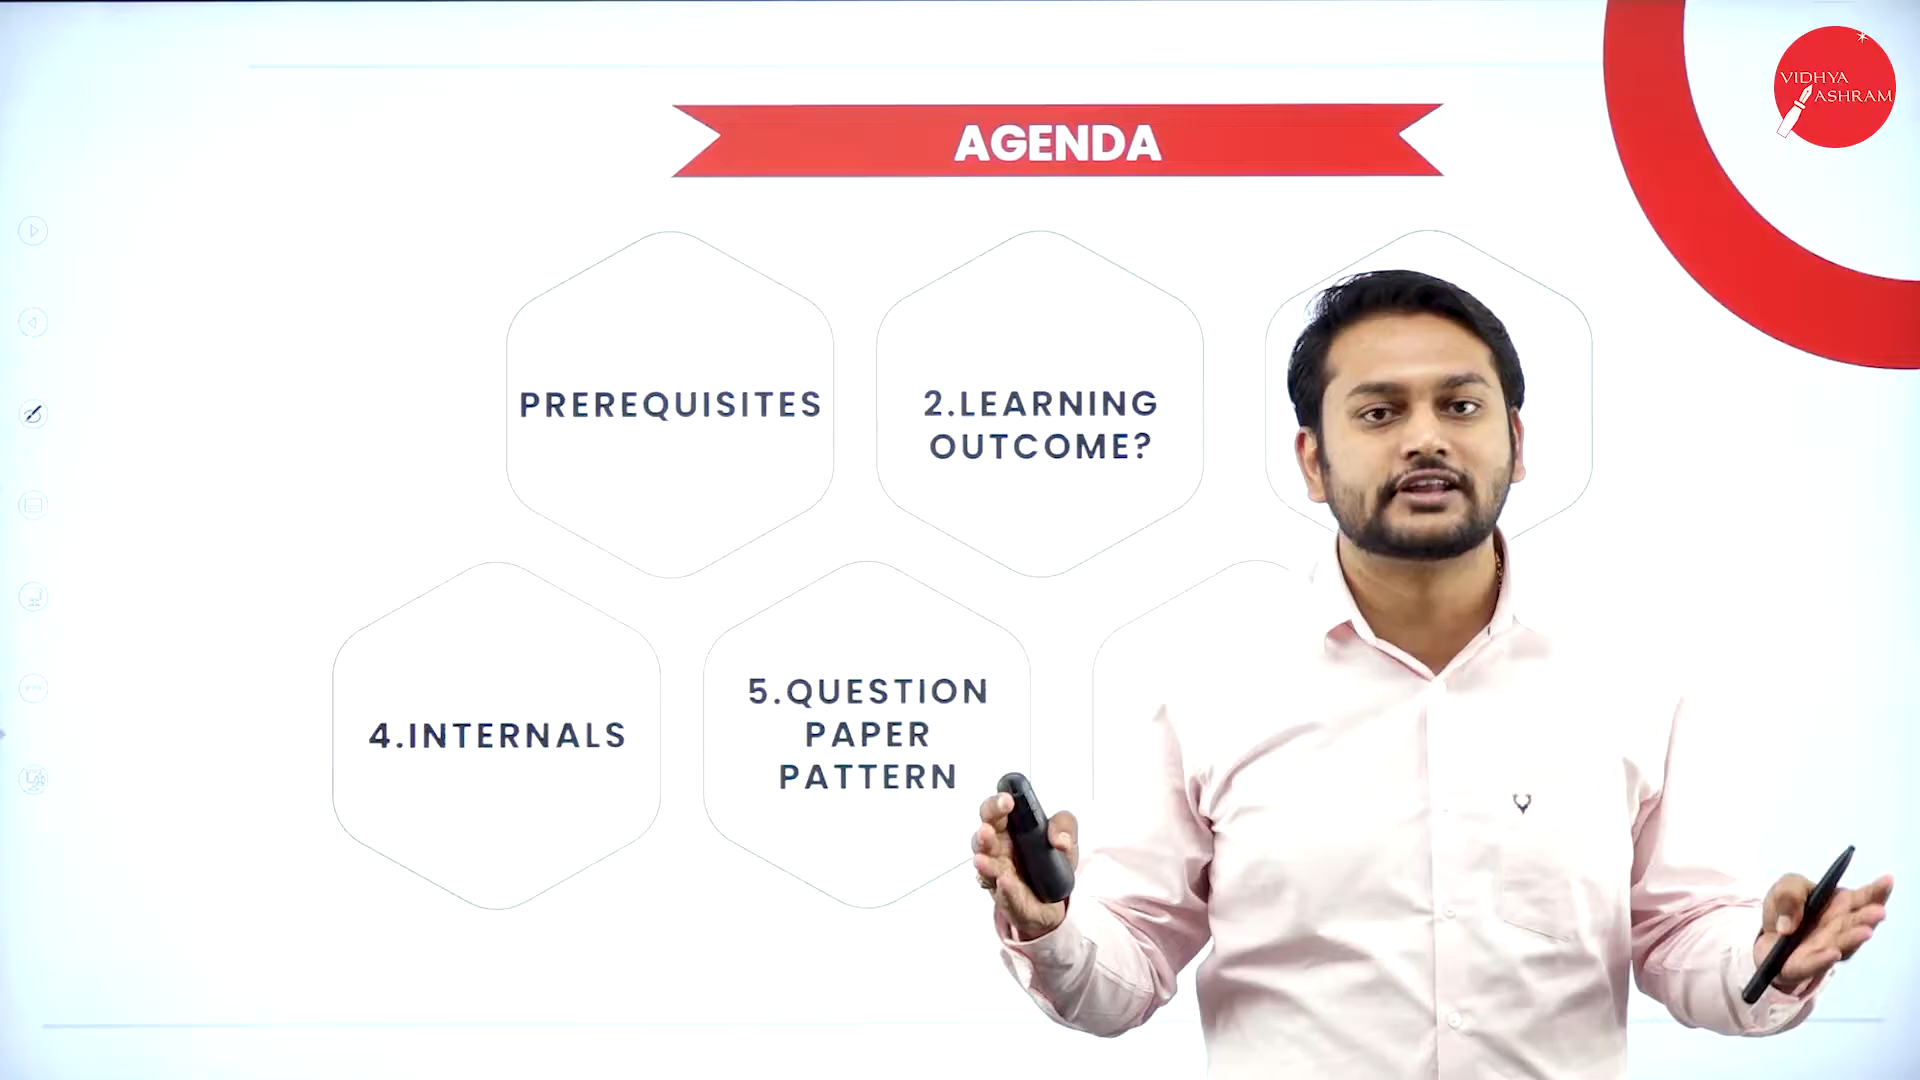 VIDHYA
ASHRAM
AGENDA
PREREQUISITES
2.LEARNING
OUTCOME?
4.INTERNALS
5.QUESTION
PAPER
PATTERN